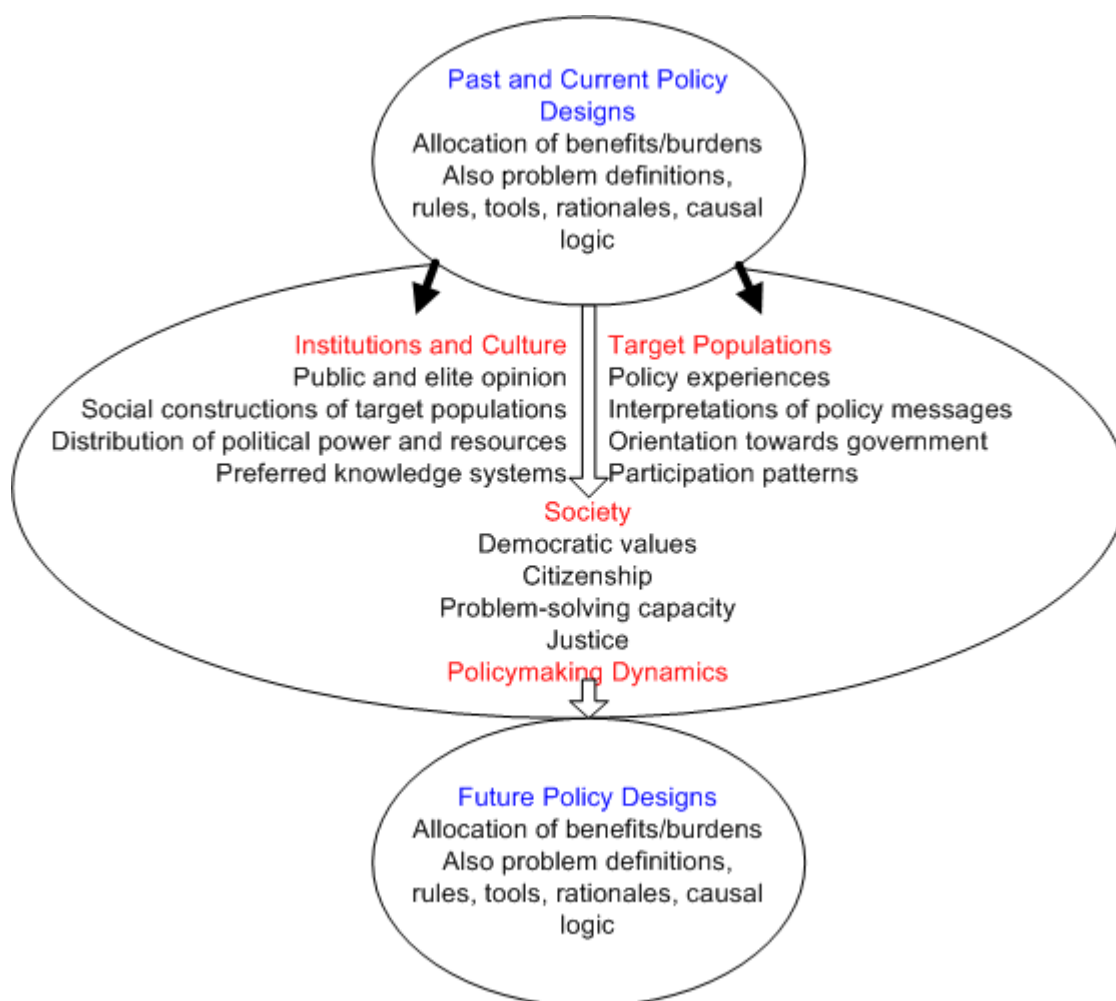 Past and Current Policy
Designs
Allocation of benefits/burdens
Also problem definitions,
rules, tools, rationales, causal
logic
Institutions and Culture
Public and elite opinion
Social constructions of target populations
Distribution of political power and resources
Preferred knowledge systems
Target Populations
Policy experiences
Interpretations of policy messages
Orientation towards government
Participation patterns
Society
Democratic values
Citizenship
Problem-solving capacity
Justice
Policymaking Dynamics
Future Policy Designs
Allocation of benefits/burdens
Also problem definitions,
rules, tools, rationales, causal
logic